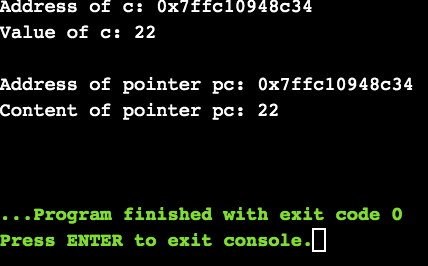 Address of c: 0x7ffc10948c34
Value of c: 22
Address of pointer pc: 0x7ffc10948c34
Content of pointer pc: 22
...Program finished with exit code 0
Press ENTER to exit console.